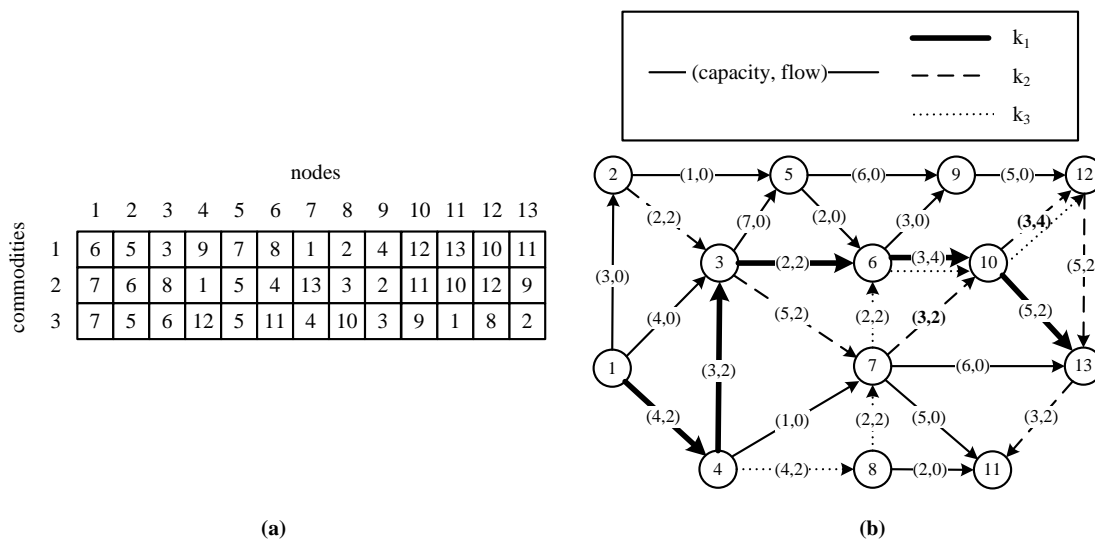 nodes
1 2 3 4 5 6 7 8 9 10 11 12 13
commodities
1 6 5 3 9 7 8 1 2 4 12 13 10 11
2 7 6 8 1 5 4 13 3 2 11 10 12 9
3 7 5 6 12 5 11 4 10 3 9 1 8 2
(a)
(capacity, flow)
k1
k2
k3
2 (1,0) 5 (6,0) 9 (5,0) 12
(2,2) (7,0) (2,0) (3,0) (3,4)
(3,0) 3 (2,2) 6 (3,4) 10 (5,2)
(4,0) (5,2) (2,2) (3,2) (5,2)
1 (3,2) 7 (6,0) 13
(4,2) (1,0) (2,2) (5,0) (3,2)
4 (4,2) 8 (2,0) 11
(b)